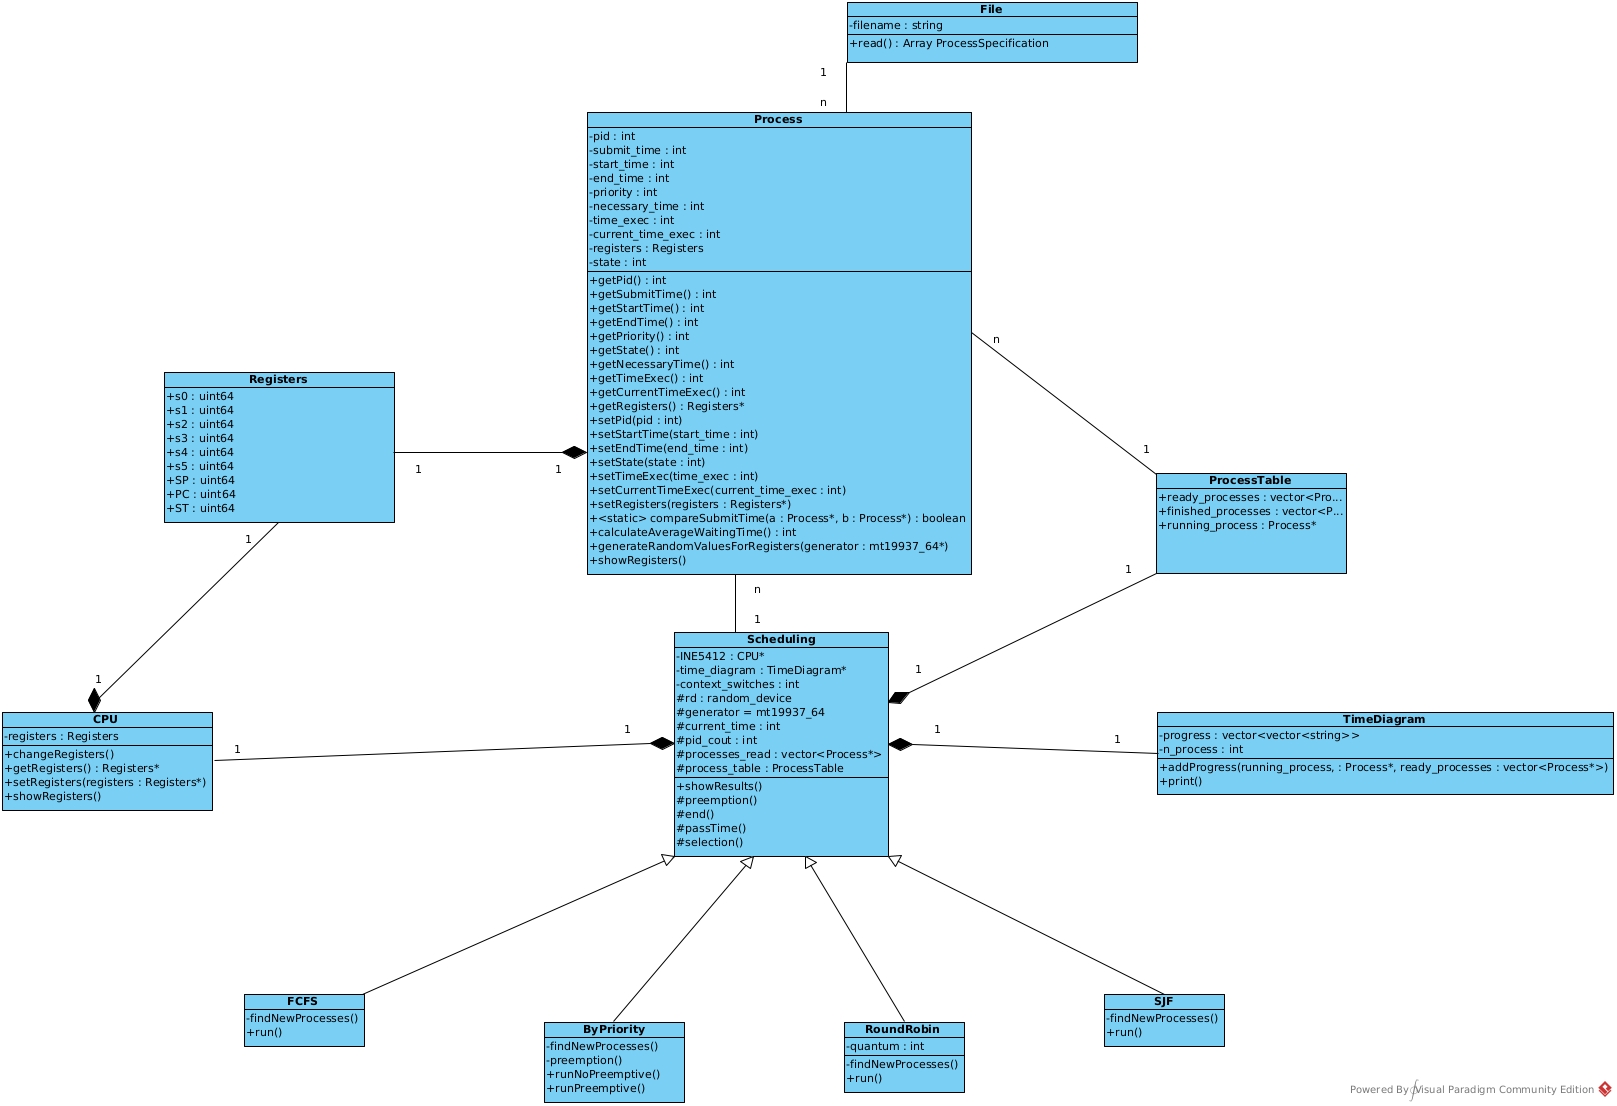 File
-filename : string
+read() : Array ProcessSpecification
1
n
Process
-pid : int
-submit_time : int
-start_time : int
-end_time : int
-priority : int
-necessary_time : int
-time_exec : int
-current_time_exec : int
-registers : Registers
-state : int
+getPid() : int
+getSubmitTime() : int
+getStartTime() : int
+getEndTime() : int
+getPriority() : int
+getState() : int
+getNecessaryTime() : int
+getTimeExec() : int
+getCurrentTimeExec() : int
+getRegisters() : Registers*
+setPid(pid : int)
+setStartTime(start_time : int)
+setEndTime(end_time : int)
+setState(state : int)
+setTimeExec(time_exec : int)
+setCurrentTimeExec(current_time_exec : int)
+setRegisters(registers : Registers*)
+<static> compareSubmitTime(a : Process*, b : Process*) : boolean
+calculateAverageWaitingTime() : int
+generateRandomValuesForRegisters(generator : mt19937_64*)
+showRegisters()
n
1
Registers
+s0 : uint64
+s1 : uint64
+s2 : uint64
+s3 : uint64
+s4 : uint64
+s5 : uint64
+SP : uint64
+PC : uint64
+ST : uint64
1
1
1
1
ProcessTable
+ready_processes : vector<Pro...
+finished_processes : vector<P...
+running_process : Process*
1
1
n
1
Scheduling
-INE5412 : CPU*
-time_diagram : TimeDiagram*
-context_switches : int
#rd : random_device
#generator = mt19937_64
#current_time : int
#pid_cout : int
#processes_read : vector<Process*>
#process_table : ProcessTable
+showResults()
#preemption()
#end()
#passTime()
#selection()
CPU
-registers : Registers
+changeRegisters()
+getRegisters() : Registers*
+setRegisters(registers : Registers*)
+showRegisters()
1
1
1
1
TimeDiagram
-progress : vector<vector<string>>
-n_process : int
+addProgress(running_process, : Process*, ready_processes : vector<Process*>)
+print()
FCFS
-findNewProcesses()
+run()
ByPriority
-findNewProcesses()
-preemption()
+runNoPreemptive()
+runPreemptive()
RoundRobin
-quantum : int
-findNewProcesses()
+run()
SJF
-findNewProcesses()
+run()
Powered By Visual Paradigm Community Edition